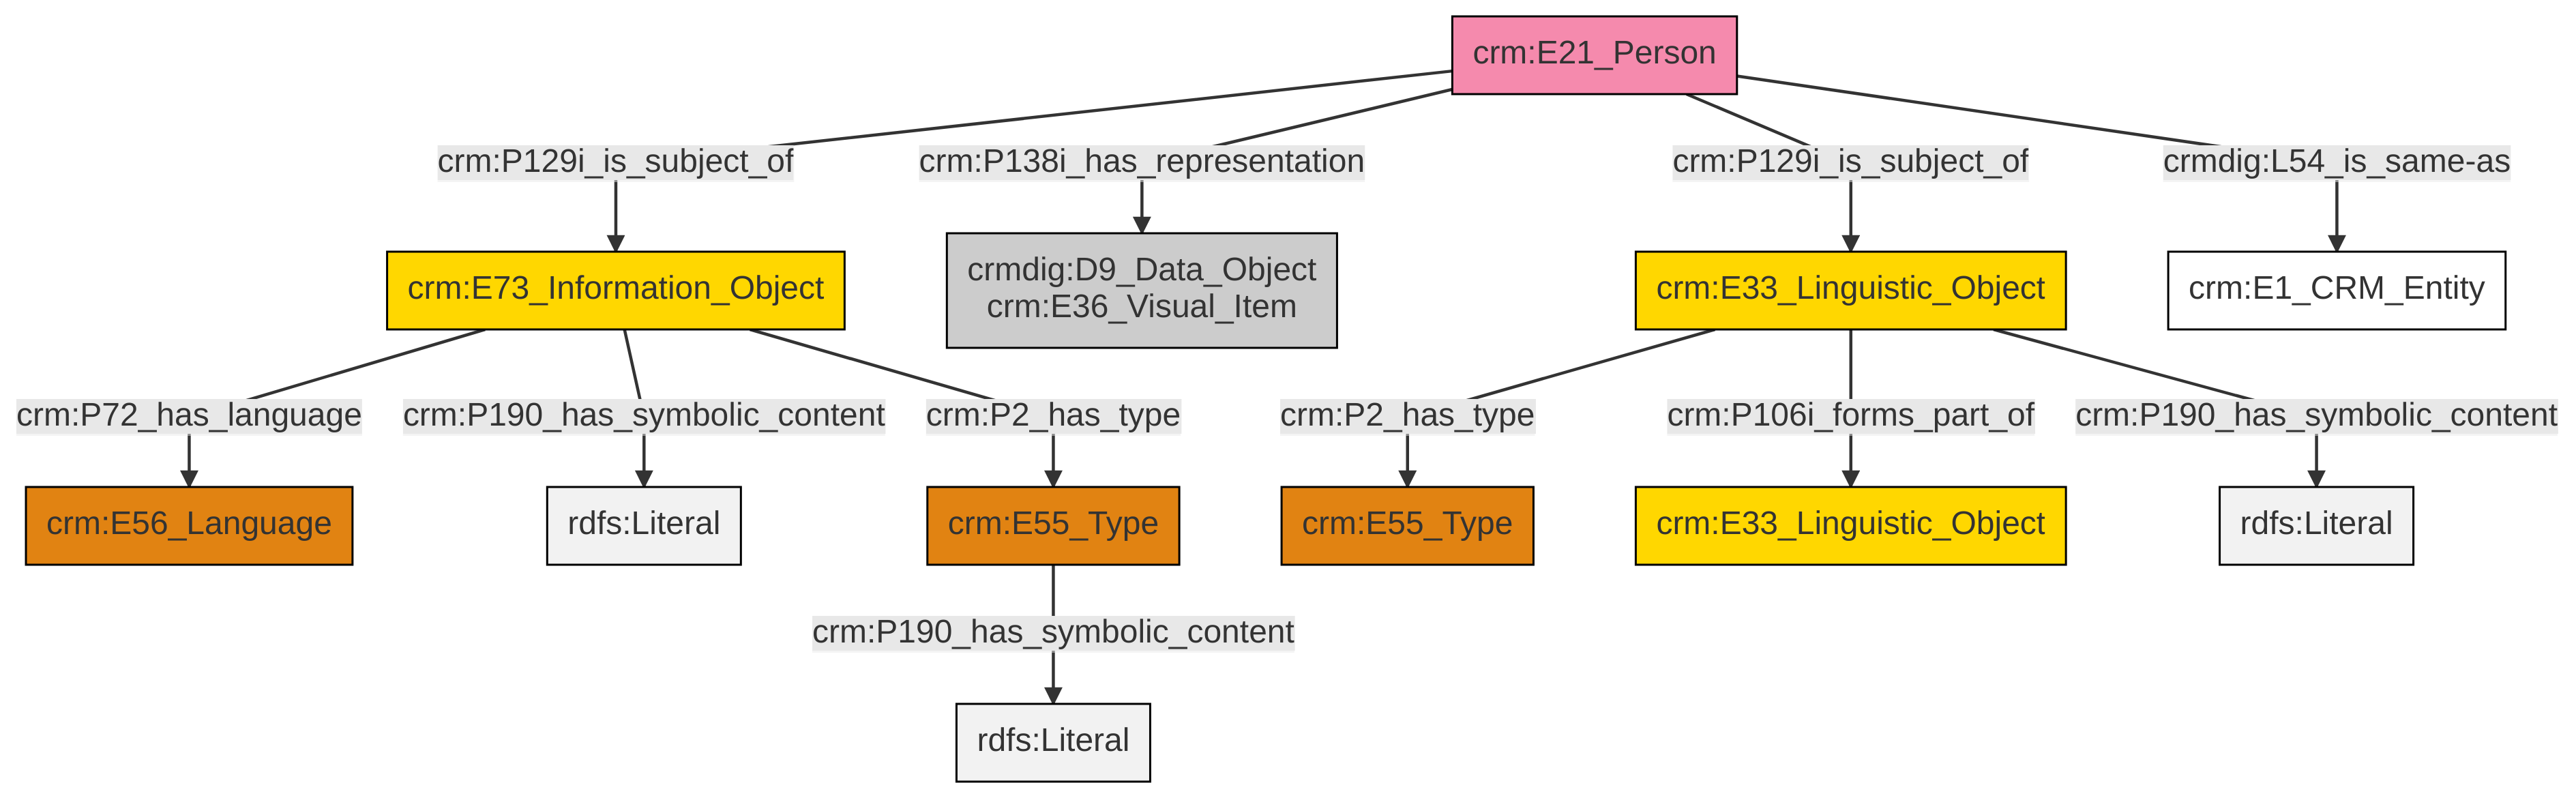 crm:E21_Person
crm:P129i_is_subject_of
crm:P138i_has_representation
crm:P129i_is_subject_of
crmdig:L54_is_same-as
crm:E73_Information_Object
crmdig:D9_Data_Object
crm:E36_Visual_Item
crm:E33_Linguistic_Object
crm:E1_CRM_Entity
crm:P72_has_language
crm:P190_has_symbolic_content
crm:P2_has_type
crm:P2_has_type
crm:P106i_forms_part_of
crm:P190_has_symbolic_content
crm:E56_Language
rdfs:Literal
crm:E55_Type
crm:E55_Type
crm:E33_Linguistic_Object
rdfs:Literal
crm:P190_has_symbolic_content
rdfs:Literal